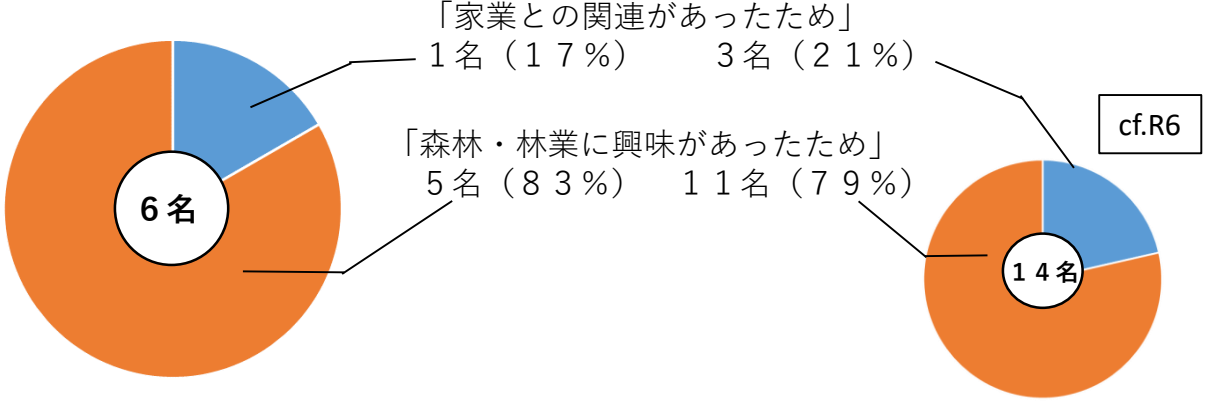 「家業との関連があったため」
１名（１７％）　　３名（２１％）
cf.R6
「森林・林業に興味があったため」
５名（８３％）　１１名（７９％）
６名
１４名